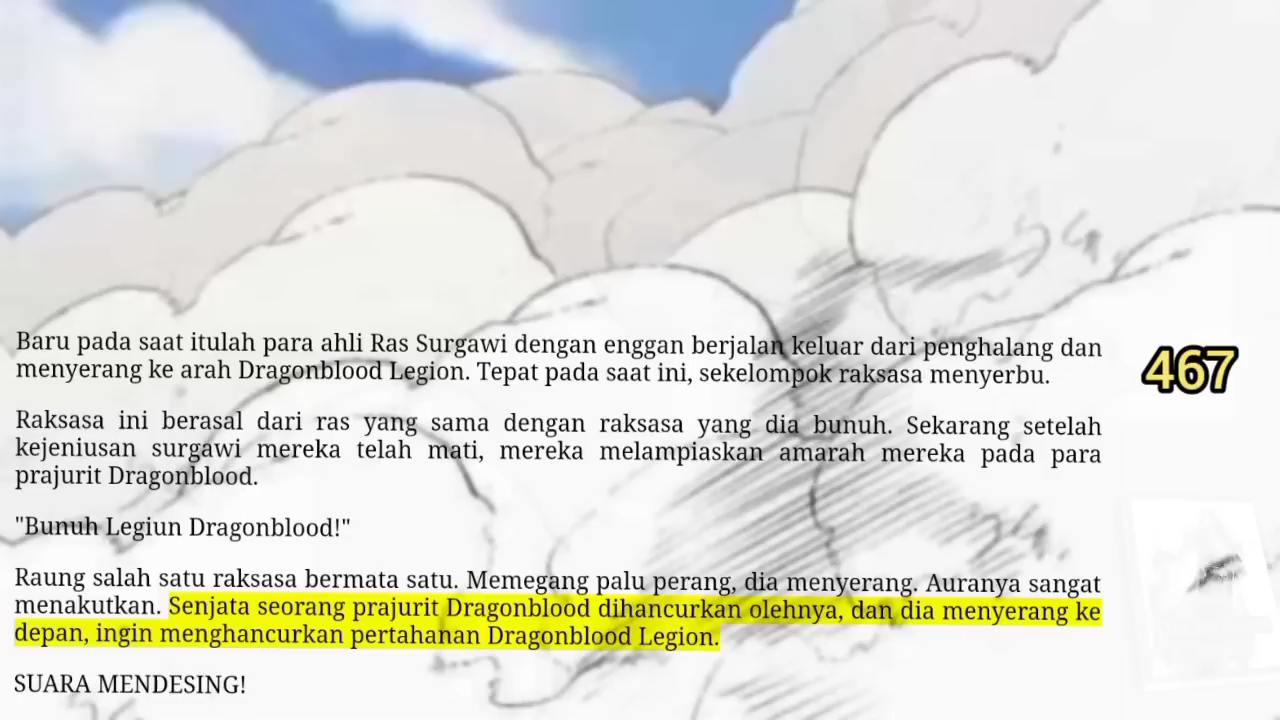 Baru pada saat itulah para ahli Ras Surgawi dengan enggan berjalan keluar dari penghalang dan
menyerang ke arah Dragonblood Legion. Tepat pada saat ini, sekelompok raksasa menyerbu.
467
Raksasa ini berasal dari ras yang sama dengan raksasa yang dia bunuh. Sekarang setelah
kejeniusan surgawi mereka telah mati, mereka melampiaskan amarah mereka pada para
prajurit Dragonblood.
"Bunuh Legiun Dragonblood!"
Raung salah satu raksasa bermata satu. Memegang palu perang, dia menyerang. Auranya sangat
menakutkan. Senjata seorang prajurit Dragonblood dihancurkan olehnya, dan dia menyerang ke
depan, ingin menghancurkan pertahanan Dragonblood Legion.
SUARA MENDESING!